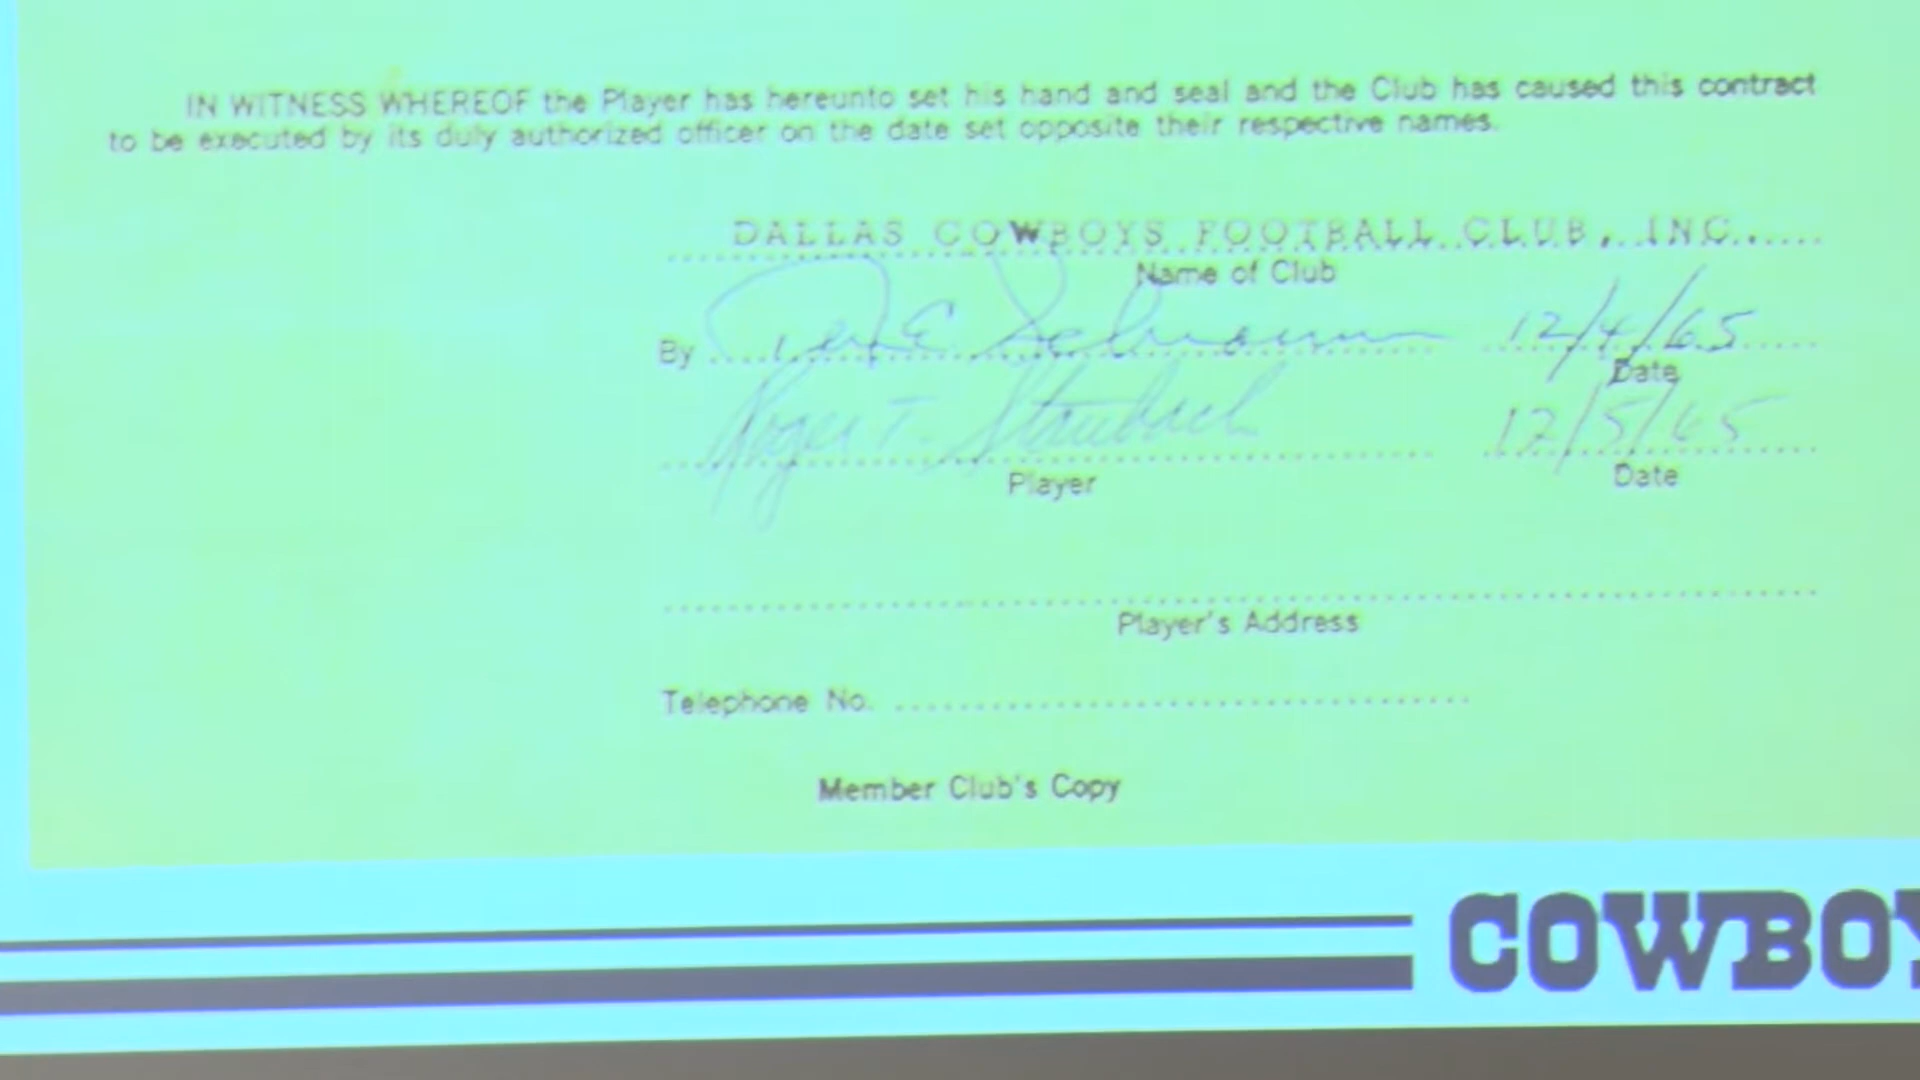 IN WITNESS WHEREOF the Player has hereunto set his hand and seal and the Club has caused this contract
to be executed by its duly authorized officer on the date set opposite their respective names.
DALLAS COWBOYS FOOTBALL CLUB, INC.
Name of Club
By Tex E Schramm 12/4/65
Date
Roger T. Staubach 12/5/65
Player Date
Player's Address
Telephone No.
Member Club's Copy
COWBOY